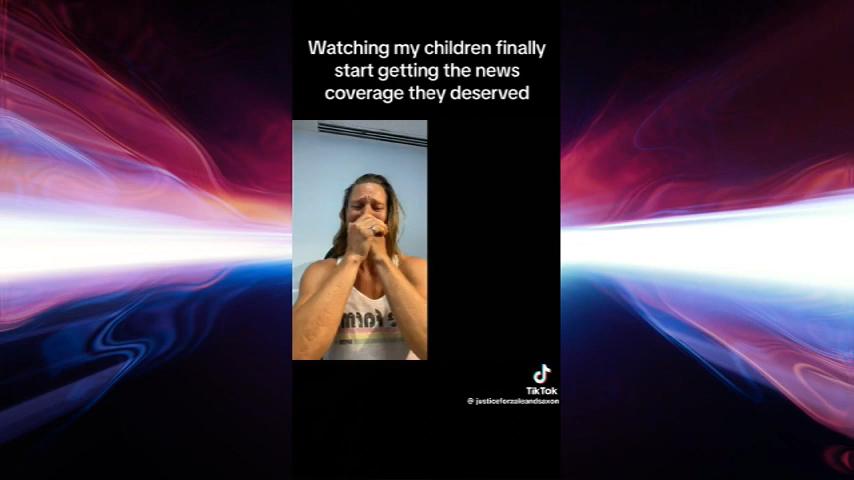 Watching my children finally
start getting the news
coverage they deserved
TikTok
@ justiceforzaleandsaxon